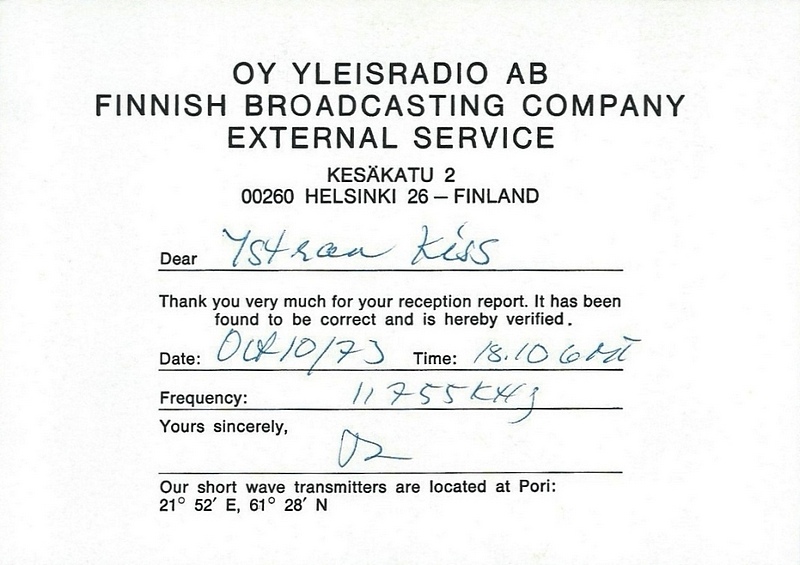 OY YLEISRADIO AB
FINNISH BROADCASTING COMPANY
EXTERNAL SERVICE
KESÄKATU 2
00260 HELSINKI 26 – FINLAND
Dear Ystvan Kiss
Thank you very much for your reception report. It has been
found to be correct and is hereby verified.
Date: Oct 10/73 Time: 18.10 GMT
Frequency: 11755 KHz
Yours sincerely,
Our short wave transmitters are located at Pori:
21° 52′ E, 61° 28′ N